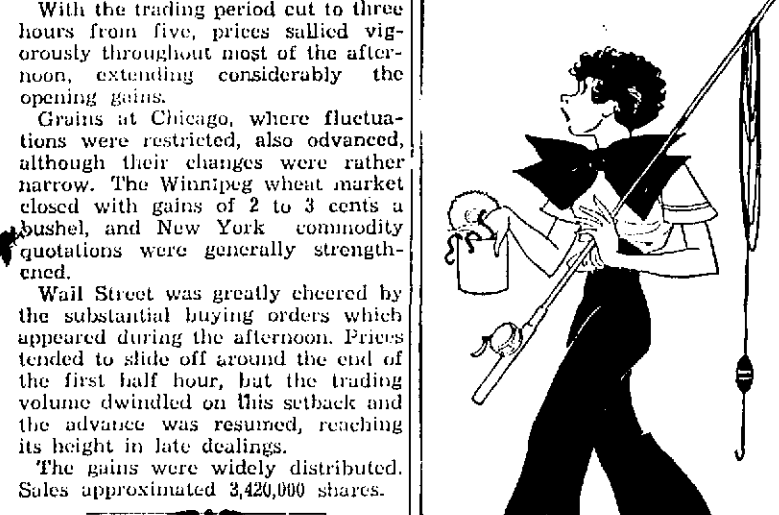 With the trading period cut to three
hours from five, prices sallied vig-
orously throughout most of the after-
noon, extending considerably the
opening gains.
Grains at Chicago, where fluctua-
tions were restricted, also odvanced,
although their changes were rather
narrow. The Winnipeg wheat market
closed with gains of 2 to 3 cents a
bushel, and New York commodity
quotations were generally strength-
ened.
Wall Street was greatly cheered by
the substantial buying orders which
appeared during the afternoon. Prices
tended to slide off around the end of
the first half hour, but the trading
volume dwindled on this setback and
the advance was resumed, reaching
its height in late dealings.
The gains were widely distributed.
Sales approximated 3,420,000 shares.